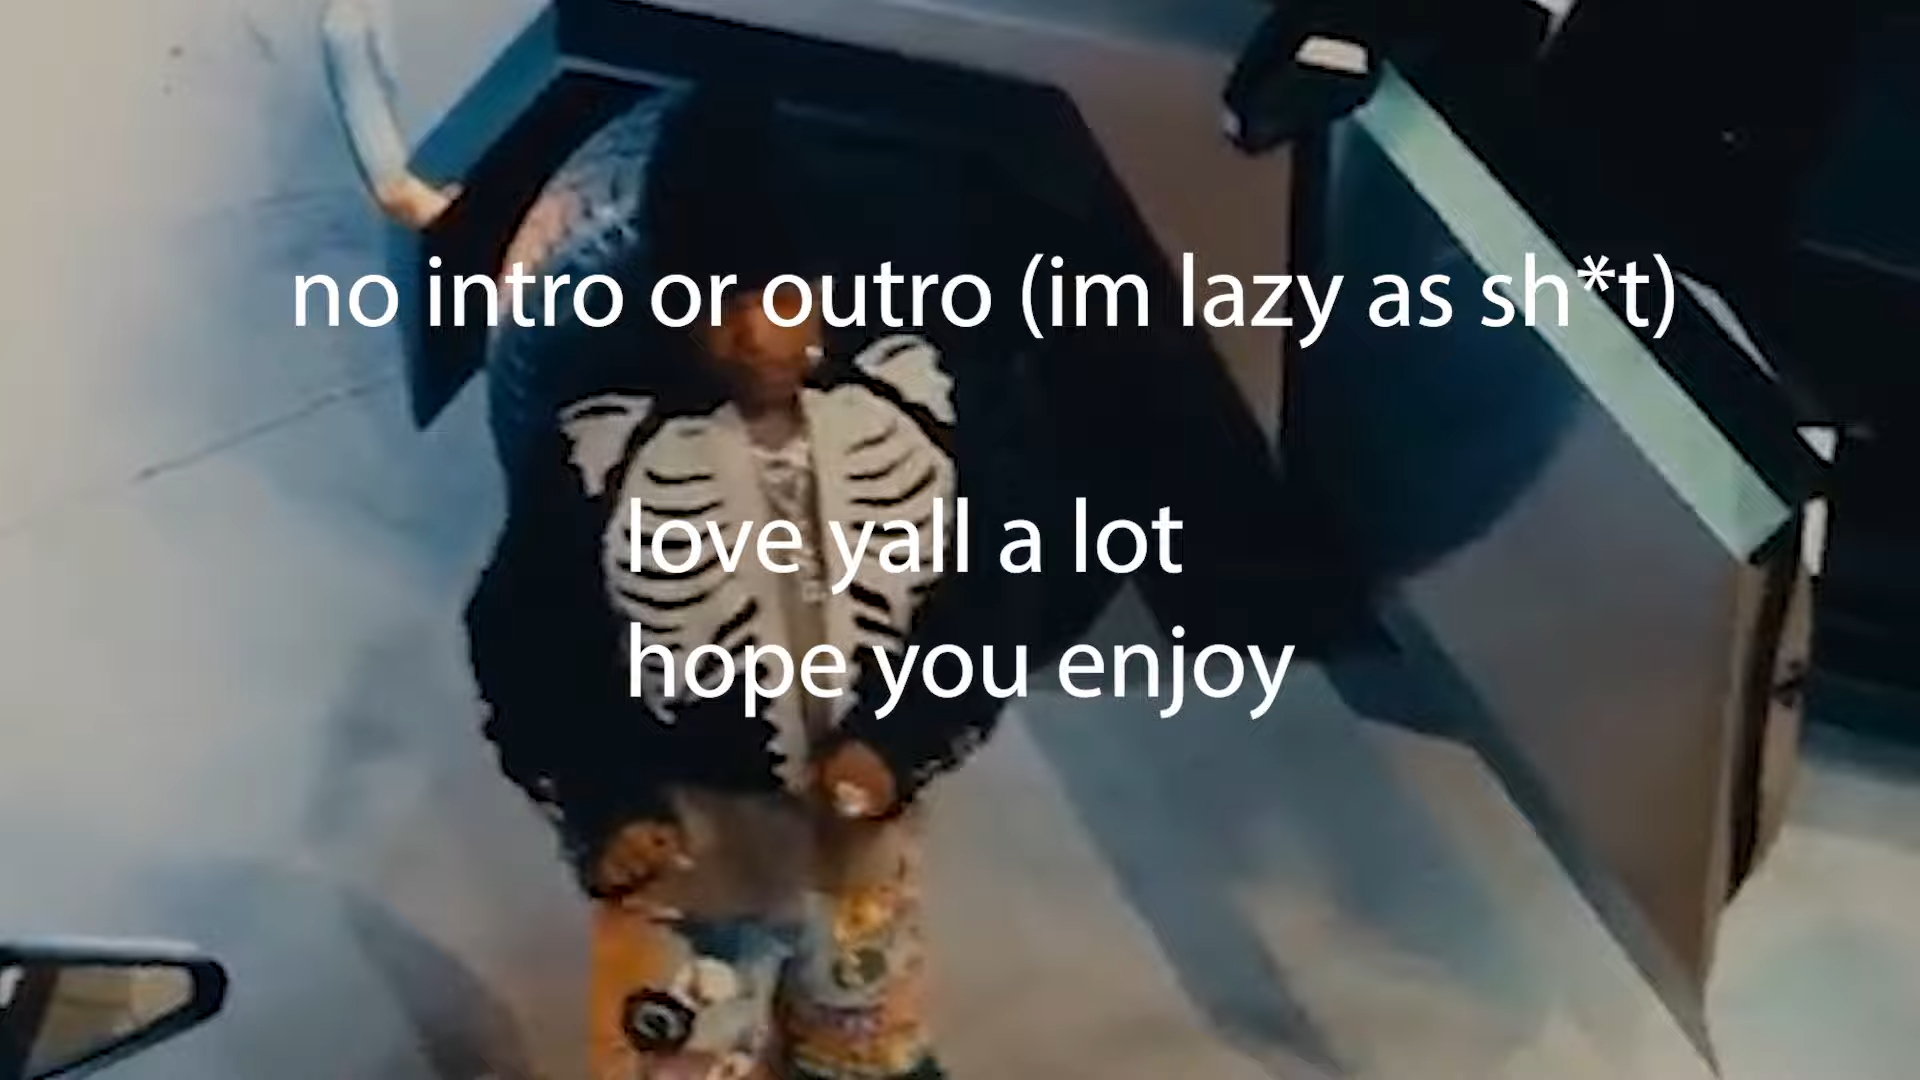 no intro or outro (im lazy as sh*t)
love yall a lot
hope you enjoy